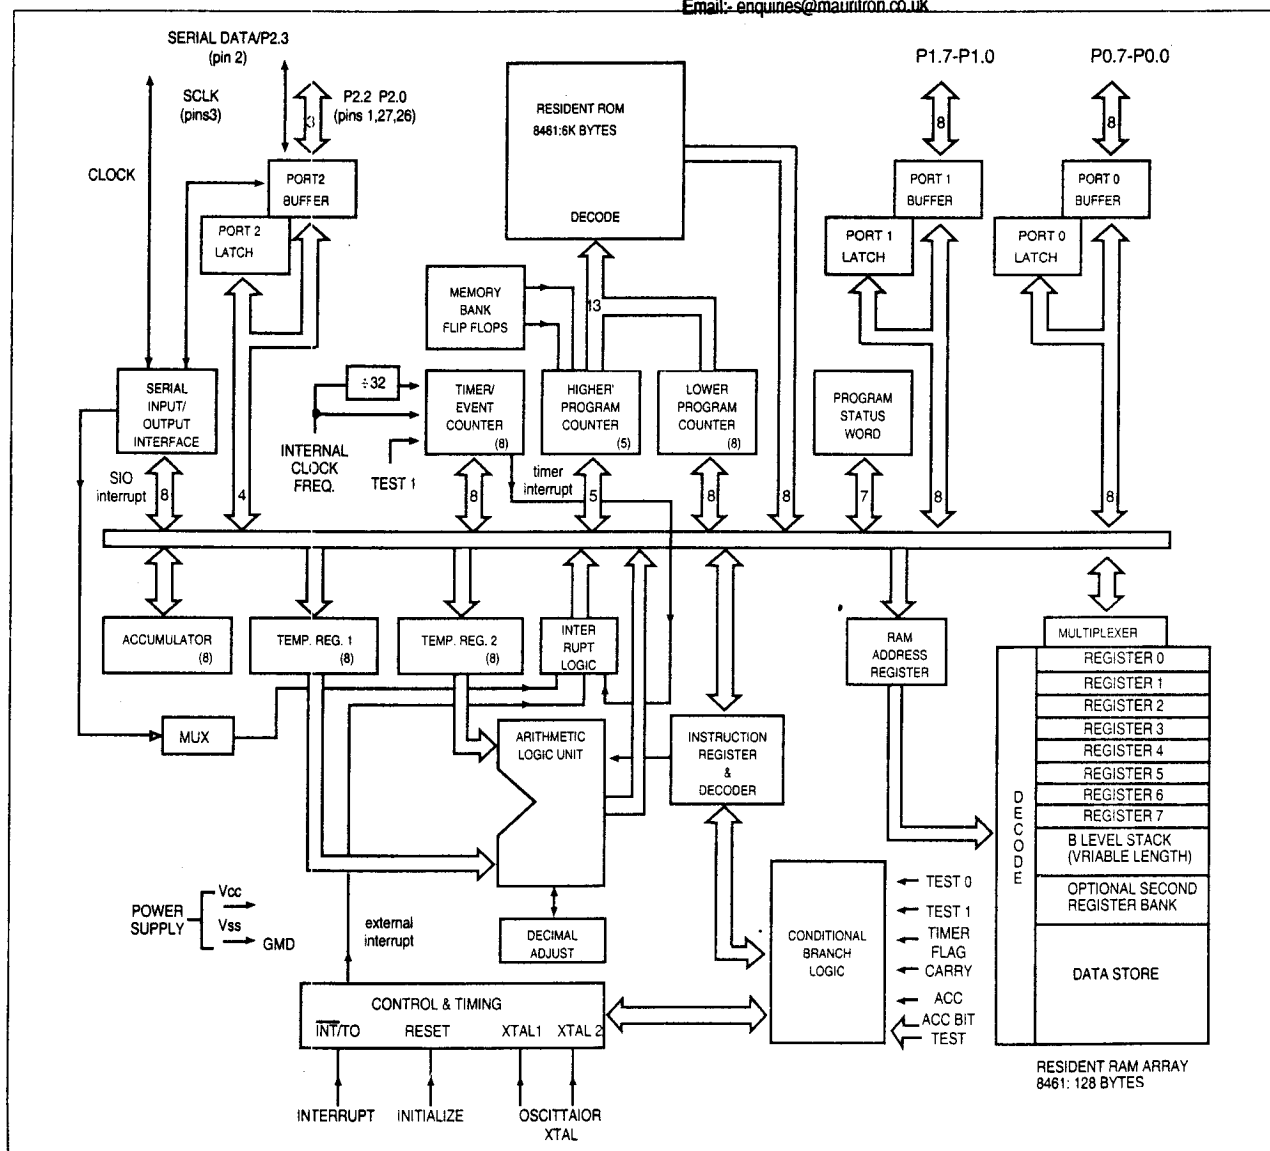 Email:- enquiries@mauritron.co.uk
SERIAL DATA/P2.3
(pin 2)
SCLK
(pins3)
P2.2 P2.0
(pins 1,27,26)
3
CLOCK
PORT2
BUFFER
PORT 2
LATCH
RESIDENT ROM
8461:6K BYTES
DECODE
P1.7-P1.0
P0.7-P0.0
8
8
PORT 1
BUFFER
PORT 1
LATCH
PORT 0
BUFFER
PORT 0
LATCH
MEMORY
BANK
FLIP FLOPS
13
SERIAL
INPUT/
OUTPUT
INTERFACE
÷32
TIMER/
EVENT
COUNTER
(8)
HIGHER'
PROGRAM
COUNTER
(5)
LOWER
PROGRAM
COUNTER
(8)
PROGRAM
STATUS
WORD
INTERNAL
CLOCK
FREQ.
TEST 1
SIO
interrupt
timer
interrupt
8
4
8
5
8
8
7
8
8
ACCUMULATOR
(8)
TEMP. REG. 1
(8)
TEMP. REG. 2
(8)
INTER
RUPT
LOGIC
RAM
ADDRESS
REGISTER
MULTIPLEXER
REGISTER 0
REGISTER 1
REGISTER 2
REGISTER 3
REGISTER 4
REGISTER 5
REGISTER 6
REGISTER 7
B LEVEL STACK
(VRIABLE LENGTH)
OPTIONAL SECOND
REGISTER BANK
DATA STORE
DECODE
MUX
ARITHMETIC
LOGIC UNIT
INSTRUCTION
REGISTER
&
DECODER
POWER
SUPPLY
Vcc
Vss
GMD
external
interrupt
DECIMAL
ADJUST
CONDITIONAL
BRANCH
LOGIC
TEST 0
TEST 1
TIMER
FLAG
CARRY
ACC
ACC BIT
TEST
CONTROL & TIMING
INT/TO RESET XTAL1 XTAL 2
INTERRUPT
INITIALIZE
OSCITTAIOR
XTAL
RESIDENT RAM ARRAY
8461: 128 BYTES